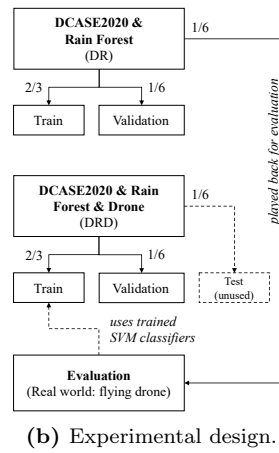 DCASE2020 &
Rain Forest
(DR)
1/6
2/3
1/6
Train
Validation
played back for evaluation
DCASE2020 & Rain
Forest & Drone
(DRD)
1/6
2/3
1/6
Train
Validation
Test
(unused)
uses trained
SVM classifiers
Evaluation
(Real world: flying drone)
(b) Experimental design.